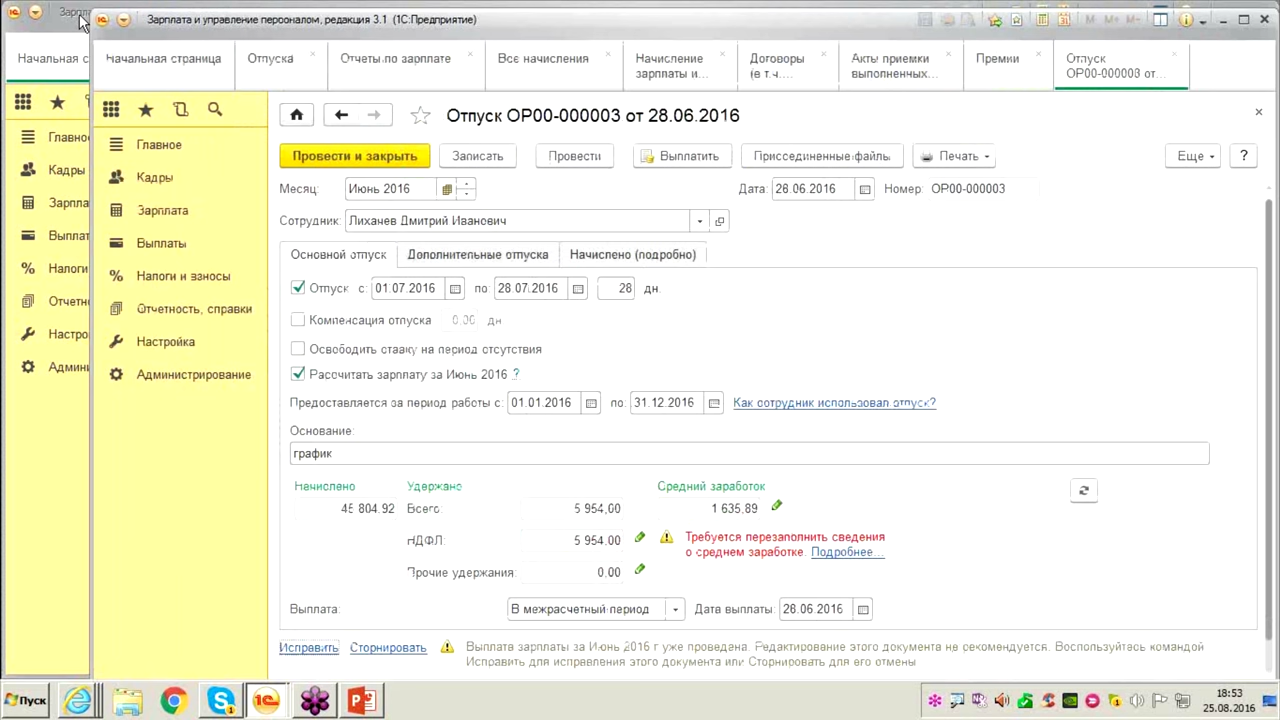 Зарпл
Зарплата и управление персоналом, редакция 3.1 (1С:Предприятие)
M M+ M-
Начальная с
Начальная страница
Отпуска
Отчеты по зарплате
Все начисления
Начисление зарплаты и...
Договоры (в т.ч....
Акты приемки выполненных...
Премии
Отпуск ОР00-000003 от...
Главное
Кадры
Зарпла
Выплат
Налоги
Отчетн
Настро
Админи
Главное
Кадры
Зарплата
Выплаты
Налоги и взносы
Отчетность, справки
Настройка
Администрирование
Отпуск ОР00-000003 от 28.06.2016
Провести и закрыть
Записать
Провести
Выплатить
Присоединенные файлы
Печать
Еще
?
Месяц: Июнь 2016
Дата: 28.06.2016 Номер: ОР00-000003
Сотрудник: Лихачев Дмитрий Иванович
Основной отпуск
Дополнительные отпуска
Начислено (подробно)
Отпуск с: 01.07.2016 по: 28.07.2016 28 дн.
Компенсация отпуска 0.00 дн
Освободить ставку на период отсутствия
Рассчитать зарплату за Июнь 2016 ?
Предоставляется за период работы с: 01.01.2016 по: 31.12.2016 Как сотрудник использовал отпуск?
Основание:
график
Начислено Удержано Средний заработок
804.92 Всего: 5 954,00 1 635,89
НДФЛ: 5 954,00
Требуется перезаполнить сведения
о среднем заработке. Подробнее...
Прочие удержания: 0,00
Выплата: В межрасчетный период Дата выплаты: 28.06.2016
Исправить Сторнировать Выплата зарплаты за Июнь 2016 г уже проведена. Редактирование этого документа не рекомендуется. Воспользуйтесь командой
Исправить для исправления этого документа или Сторнировать для его отмены
Пуск
18:53
25.08.2016